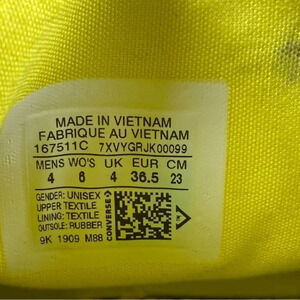 MADE IN VIETNAM
FABRIQUE AU VIETNAM
167511C 7XVYGRJK00099
MENS WO'S UK EUR CM
4 6 4 36.5 23
GENDER: UNISEX
UPPER TEXTILE
LINING: TEXTILE
OUTSOLE: RUBBER
9K 1909 M88
CONVERSE